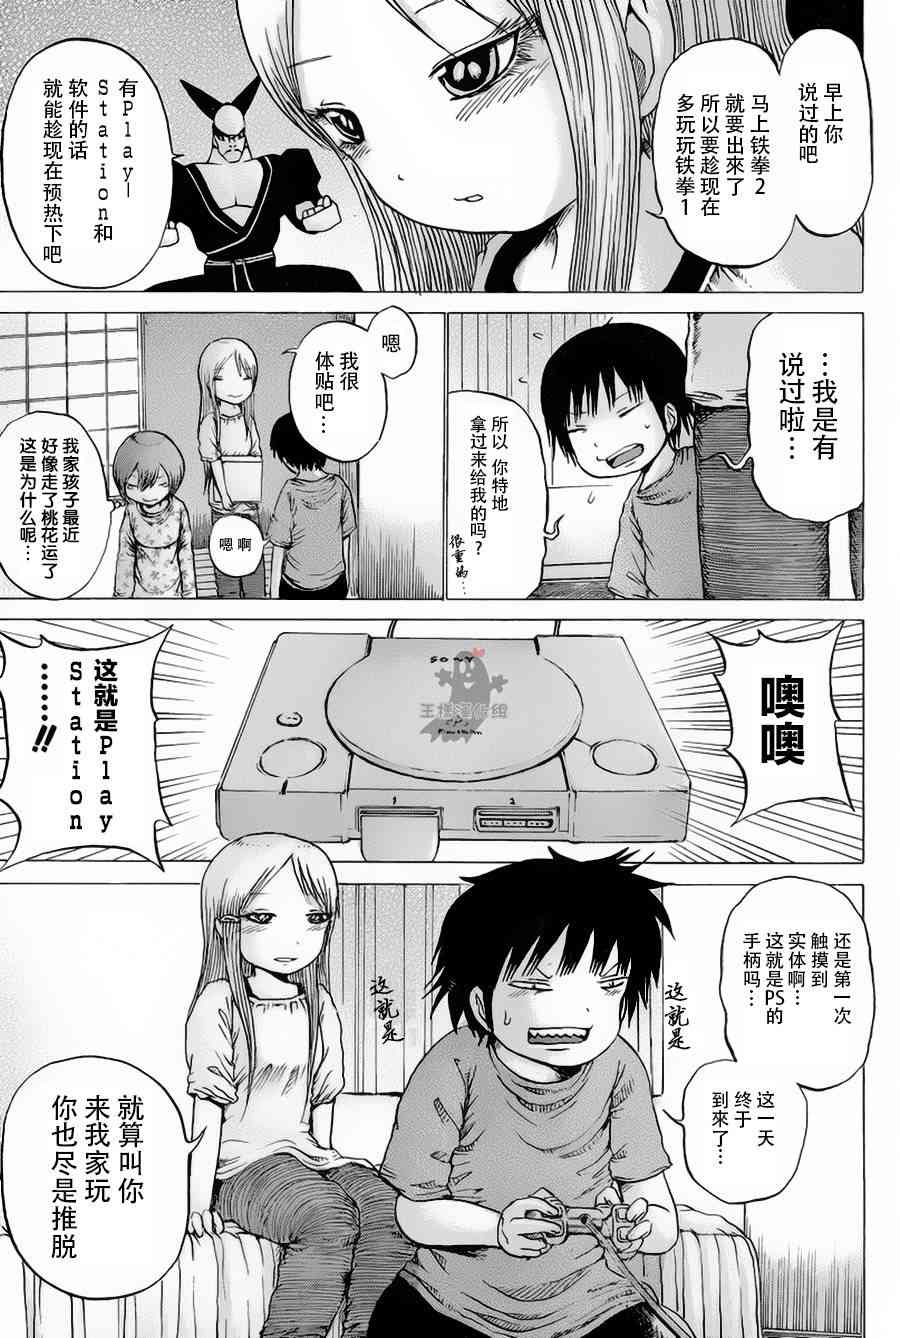 早上你
说过的吧
马上铁拳2
就要出來了
所以要趁现在
多玩玩铁拳1
有Play-
Station和
软件的话
就能趁现在预热下吧
…我是有
说过啦…
所以 你特地
拿过来给我的吗?
很重的…
嗯
我很
体贴吧…
嗯 啊
我家孩子最近
好像走了桃花运了
这是为什么呢…
噢噢
SONY
1
2
王様漫画组
这就是Play
Station
……!!
还是第一次
触摸到
实体啊…
这就是PS的
手柄吗…
这一天
终于
到來了…
这就是
这就是
就算叫你
来我家玩
你也尽是推脱